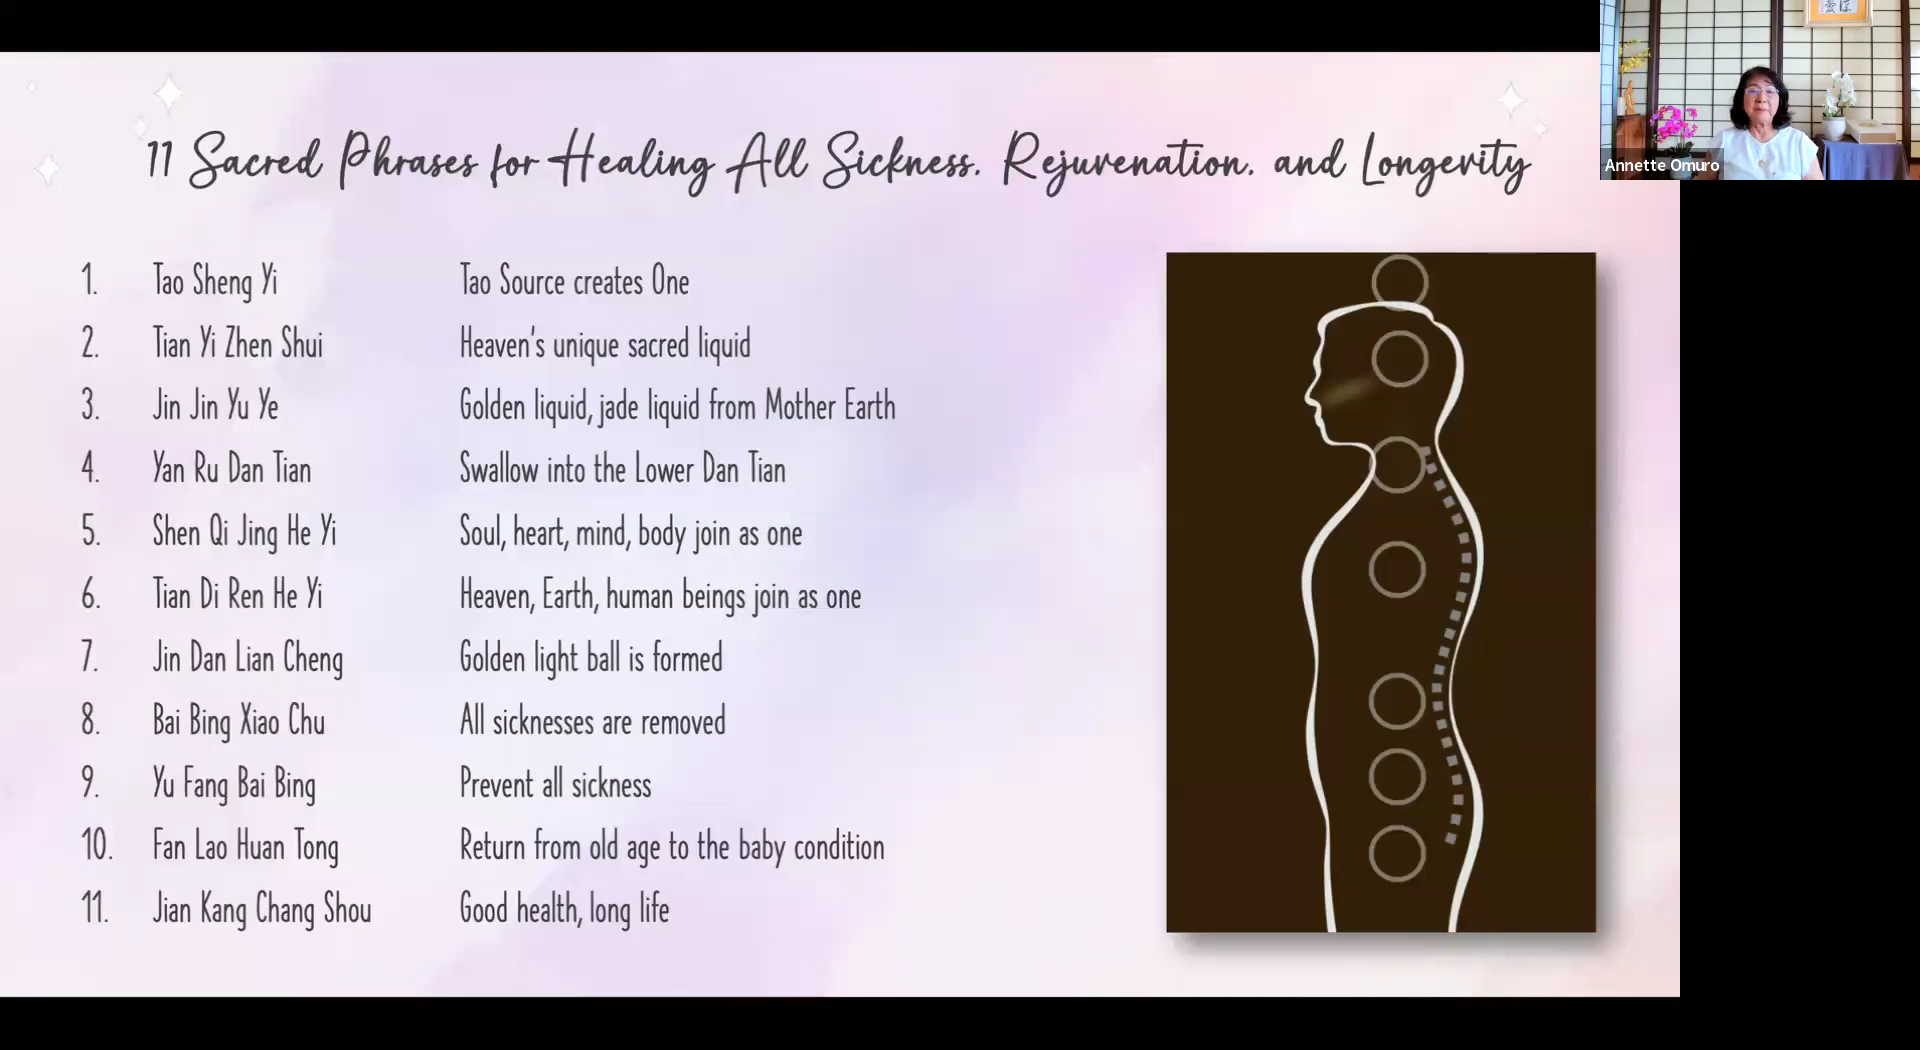 11 Sacred Phrases for Healing All Sickness, Rejuvenation, and Longevity
Annette Omuro
1. Tao Sheng Yi Tao Source creates One
2. Tian Yi Zhen Shui Heaven's unique sacred liquid
3. Jin Jin Yu Ye Golden liquid, jade liquid from Mother Earth
4. Yan Ru Dan Tian Swallow into the Lower Dan Tian
5. Shen Qi Jing He Yi Soul, heart, mind, body join as one
6. Tian Di Ren He Yi Heaven, Earth, human beings join as one
7. Jin Dan Lian Cheng Golden light ball is formed
8. Bai Bing Xiao Chu All sicknesses are removed
9. Yu Fang Bai Bing Prevent all sickness
10. Fan Lao Huan Tong Return from old age to the baby condition
11. Jian Kang Chang Shou Good health, long life